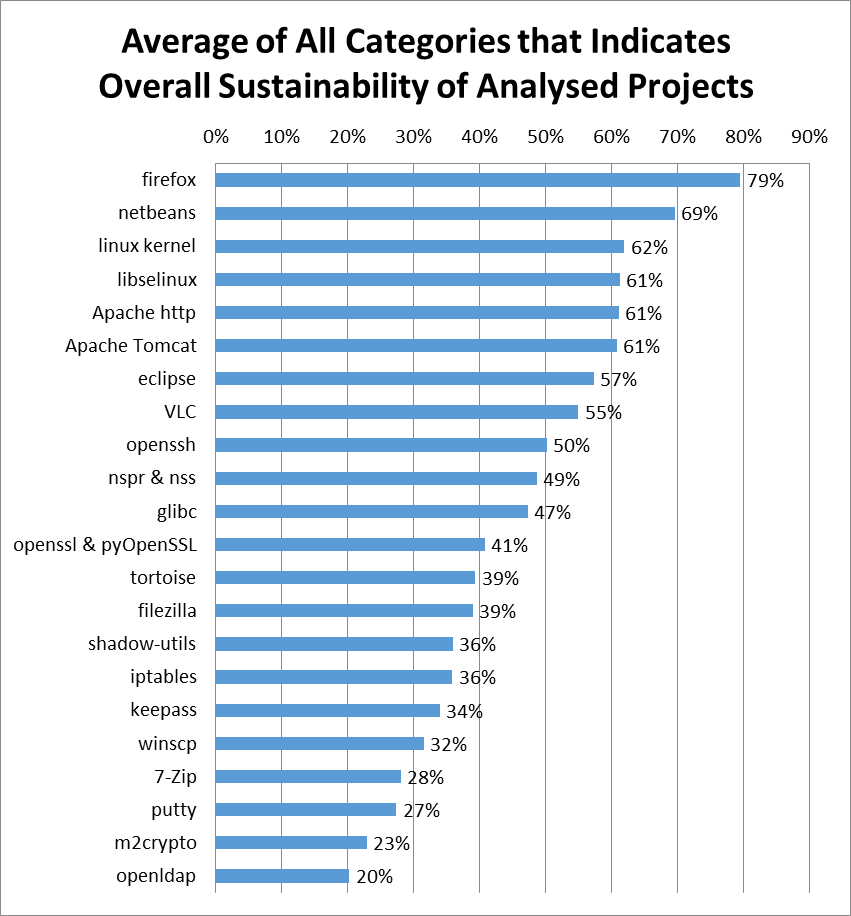 Average of All Categories that Indicates
Overall Sustainability of Analysed Projects
0% 10% 20% 30% 40% 50% 60% 70% 80% 90%
firefox 79%
netbeans 69%
linux kernel 62%
libselinux 61%
Apache http 61%
Apache Tomcat 61%
eclipse 57%
VLC 55%
openssh 50%
nspr & nss 49%
glibc 47%
openssl & pyOpenSSL 41%
tortoise 39%
filezilla 39%
shadow-utils 36%
iptables 36%
keepass 34%
winscp 32%
7-Zip 28%
putty 27%
m2crypto 23%
openldap 20%